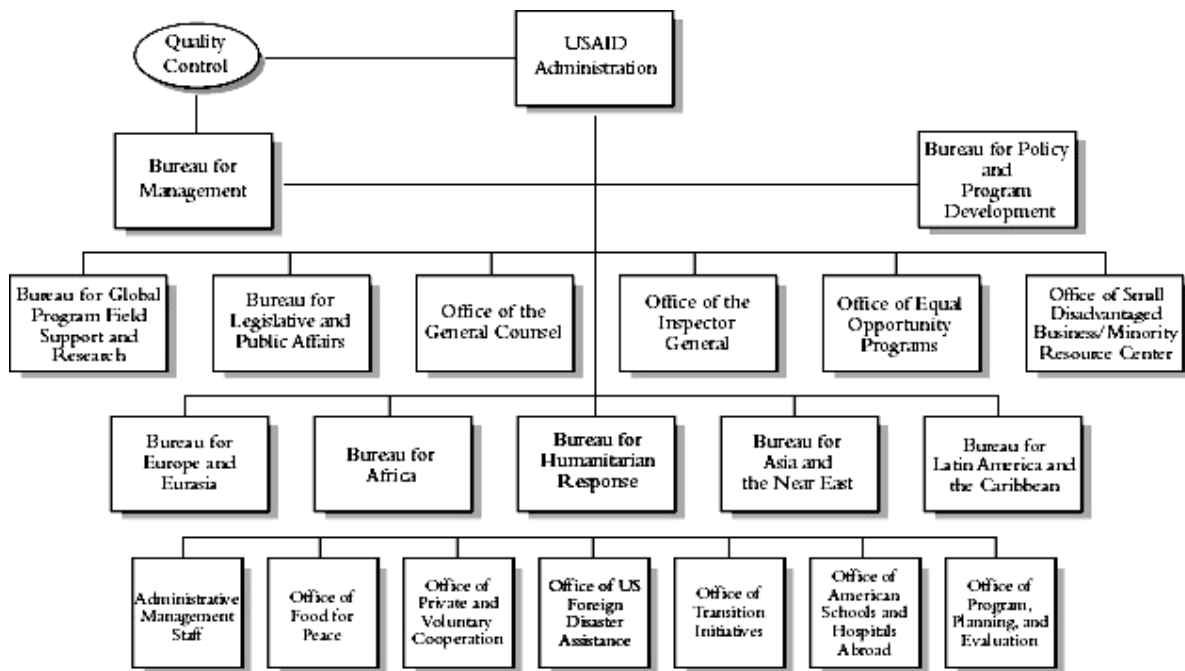 Quality
Control
USAID
Administration
Bureau for
Management
Bureau for Policy
and
Program
Development
Bureau for Global
Program Field
Support and
Research
Bureau for
Legislative and
Public Affairs
Office of the
General Counsel
Office of the
Inspector
General
Office of Equal
Opportunity
Programs
Office of Small
Disadvantaged
Business/Minority
Resource Center
Bureau for
Europe and
Eurasia
Bureau for
Africa
Bureau for
Humanitarian
Response
Bureau for
Asia and
the Near East
Bureau for
Latin America and
the Caribbean
Administrative
Management
Staff
Office of
Food for
Peace
Office of
Private and
Voluntary
Cooperation
Office of US
Foreign
Disaster
Assistance
Office of
Transition
Initiatives
Office of
American
Schools and
Hospitals
Abroad
Office of
Program,
Planning, and
Evaluation